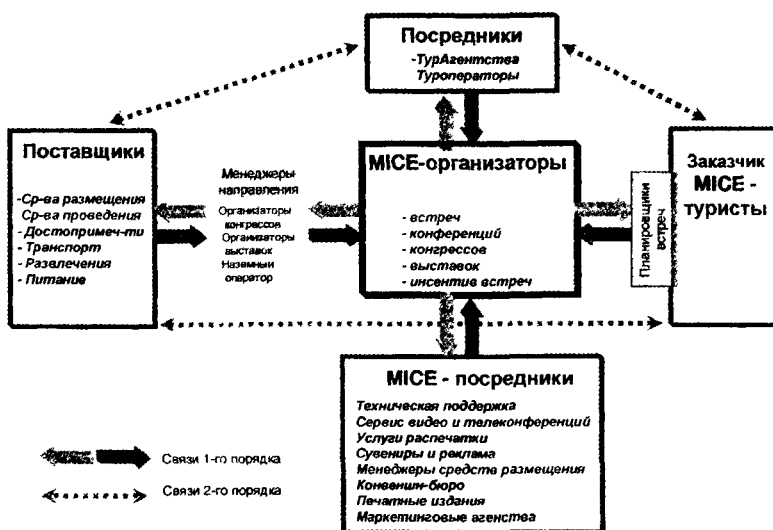 Посредники
-ТурАгентства
Туроператоры
Поставщики
-Ср-ва размещения
Ср-ва проведения
- Достопримеч-ти
- Транспорт
- Развлечения
- Питание
Менеджеры
направления
Организаторы
конгрессов
Организаторы
выставок
Наземный
оператор
MICE-организаторы
- встреч
- конференций
- конгрессов
- выставок
- инсентив встреч
Планировщики
встреч
Заказчик
MICE -
туристы
MICE - посредники
Техническая поддержка
Сервис видео и телеконференций
Услуги распечатки
Сувениры и реклама
Менеджеры средств размещения
Конвеншн-бюро
Печатные издания
Маркетинговые агенства
Связи 1-го порядка
Связи 2-го порядка